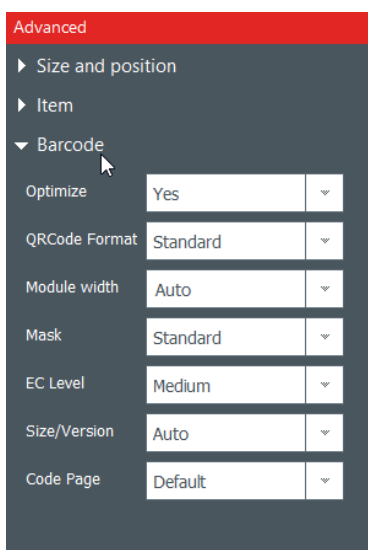 Advanced
Size and position
Item
Barcode
Optimize Yes
QRCode Format Standard
Module width Auto
Mask Standard
EC Level Medium
Size/Version Auto
Code Page Default